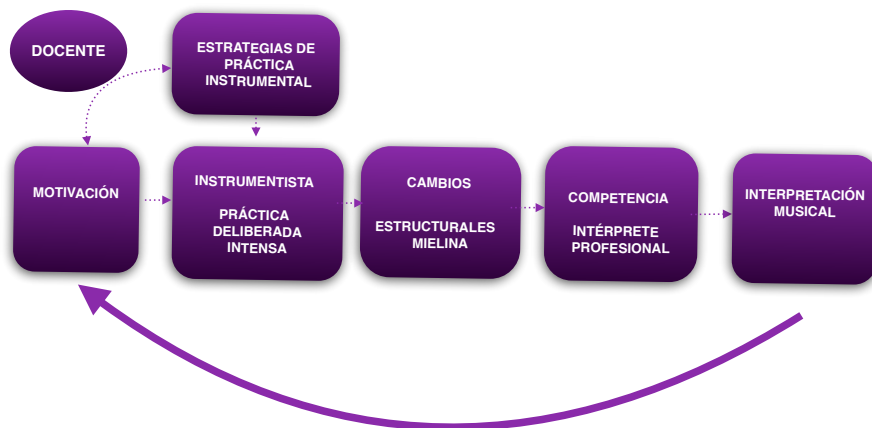 DOCENTE
ESTRATEGIAS DE
PRÁCTICA
INSTRUMENTAL
MOTIVACIÓN
INSTRUMENTISTA
PRÁCTICA
DELIBERADA
INTENSA
CAMBIOS
ESTRUCTURALES
MIELINA
COMPETENCIA
INTÉRPRETE
PROFESIONAL
INTERPRETACIÓN
MUSICAL